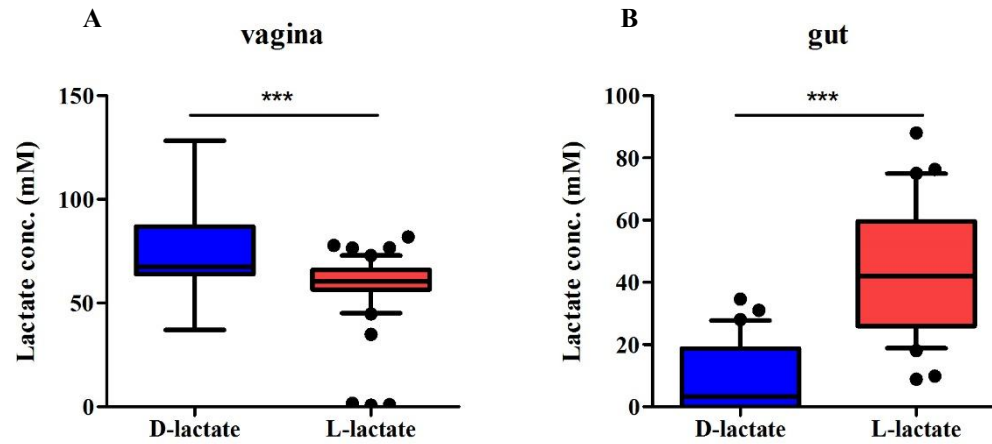 A
vagina
Lactate conc. (mM)
150
100
50
0
***
D-lactate
L-lactate
B
gut
Lactate conc. (mM)
100
80
60
40
20
0
***
D-lactate
L-lactate